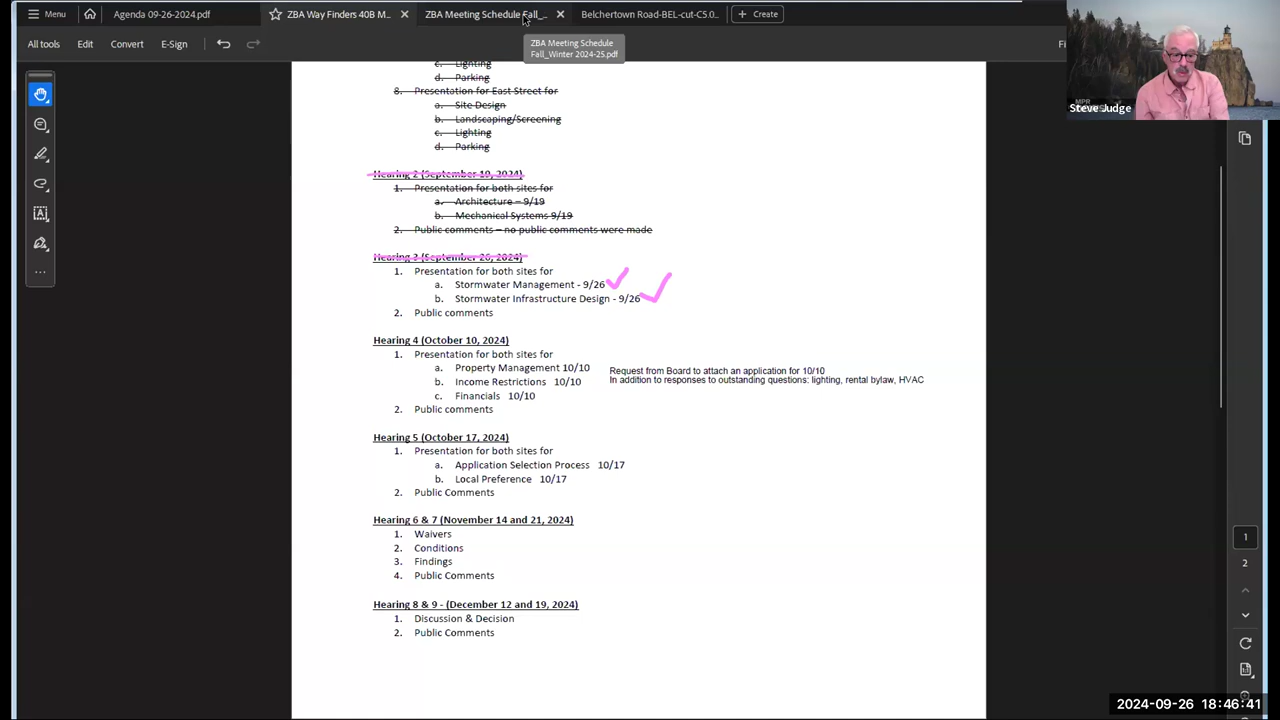 Menu
Agenda 09-26-2024.pdf
ZBA Way Finders 40B M...
ZBA Meeting Schedule Fall_...
Belchertown Road-BEL-cut-C5.0...
Create
All tools
Edit
Convert
E-Sign
ZBA Meeting Schedule
Fall_Winter 2024-25.pdf
Steve Judge
c. Lighting
d. Parking
8. Presentation for East Street for
a. Site Design
b. Landscaping/Screening
c. Lighting
d. Parking
Hearing 2 (September 19, 2024)
1. Presentation for both sites for
a. Architecture – 9/19
b. Mechanical Systems 9/19
2. Public comments – no public comments were made
Hearing 3 (September 26, 2024)
1. Presentation for both sites for
a. Stormwater Management - 9/26
b. Stormwater Infrastructure Design - 9/26
2. Public comments
Hearing 4 (October 10, 2024)
1. Presentation for both sites for
a. Property Management 10/10 Request from Board to attach an application for 10/10
b. Income Restrictions 10/10 In addition to responses to outstanding questions: lighting, rental bylaw, HVAC
c. Financials 10/10
2. Public comments
Hearing 5 (October 17, 2024)
1. Presentation for both sites for
a. Application Selection Process 10/17
b. Local Preference 10/17
2. Public Comments
Hearing 6 & 7 (November 14 and 21, 2024)
1. Waivers
2. Conditions
3. Findings
4. Public Comments
Hearing 8 & 9 - (December 12 and 19, 2024)
1. Discussion & Decision
2. Public Comments
1
2
2024-09-26 18:46:41